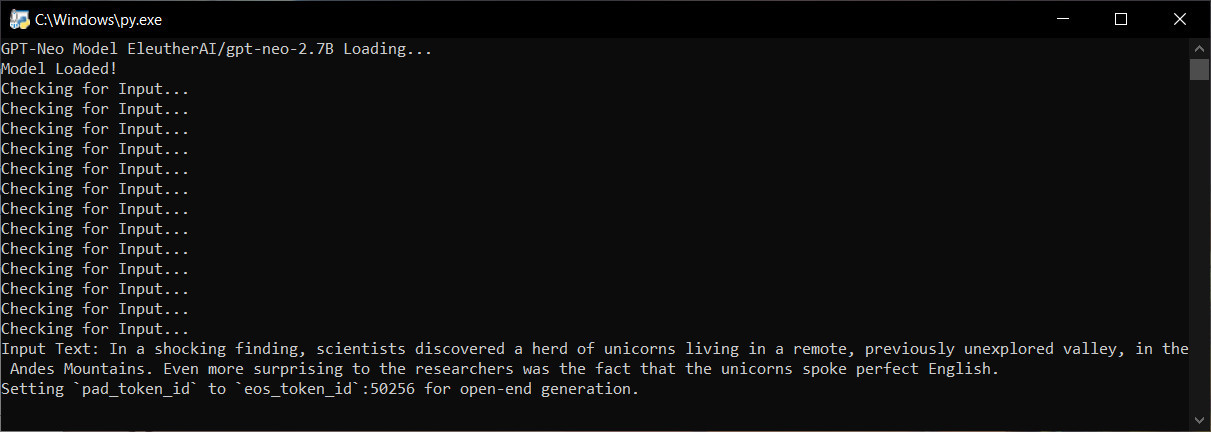 C:\Windows\py.exe
GPT-Neo Model EleutherAI/gpt-neo-2.7B Loading...
Model Loaded!
Checking for Input...
Checking for Input...
Checking for Input...
Checking for Input...
Checking for Input...
Checking for Input...
Checking for Input...
Checking for Input...
Checking for Input...
Checking for Input...
Checking for Input...
Checking for Input...
Checking for Input...
Input Text: In a shocking finding, scientists discovered a herd of unicorns living in a remote, previously unexplored valley, in the
Andes Mountains. Even more surprising to the researchers was the fact that the unicorns spoke perfect English.
Setting `pad_token_id` to `eos_token_id`:50256 for open-end generation.